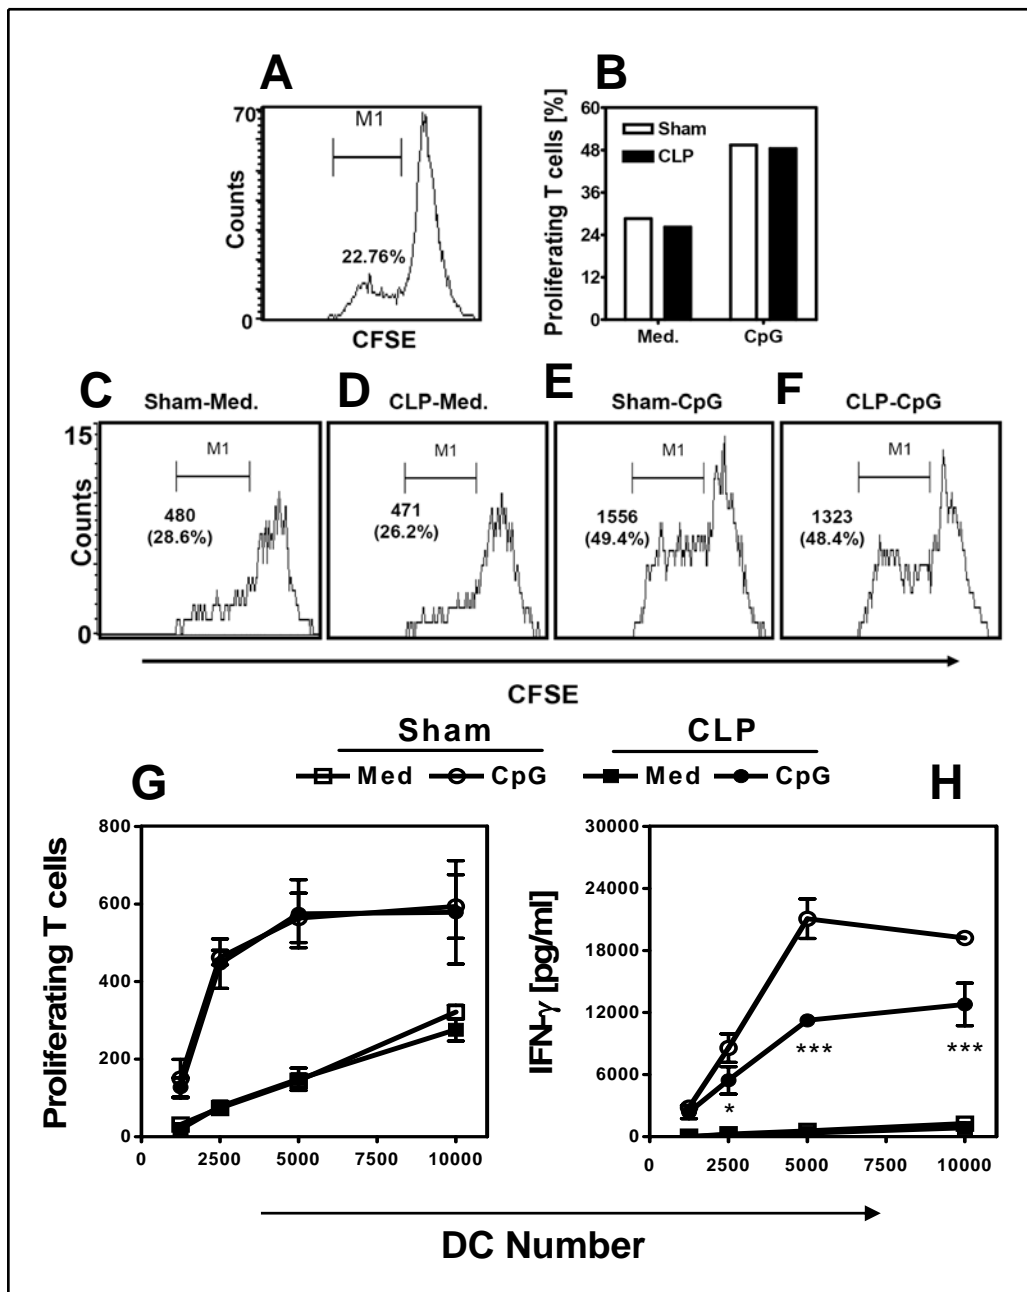 A
70
M1
22.76%
Counts
0
CFSE
B
Proliferating T cells [%]
60
48
36
24
12
0
Sham
CLP
Med.
CpG
C
Sham-Med.
D
CLP-Med.
E
Sham-CpG
F
CLP-CpG
15
Counts
0
M1
480
(28.6%)
M1
471
(26.2%)
M1
1556
(49.4%)
M1
1323
(48.4%)
CFSE
Sham
CLP
Med
CpG
Med
CpG
G
Proliferating T cells
800
600
400
200
0
0
2500
5000
7500
10000
H
IFN-γ [pg/ml]
30000
24000
18000
12000
6000
0
*
***
***
0
2500
5000
7500
10000
DC Number